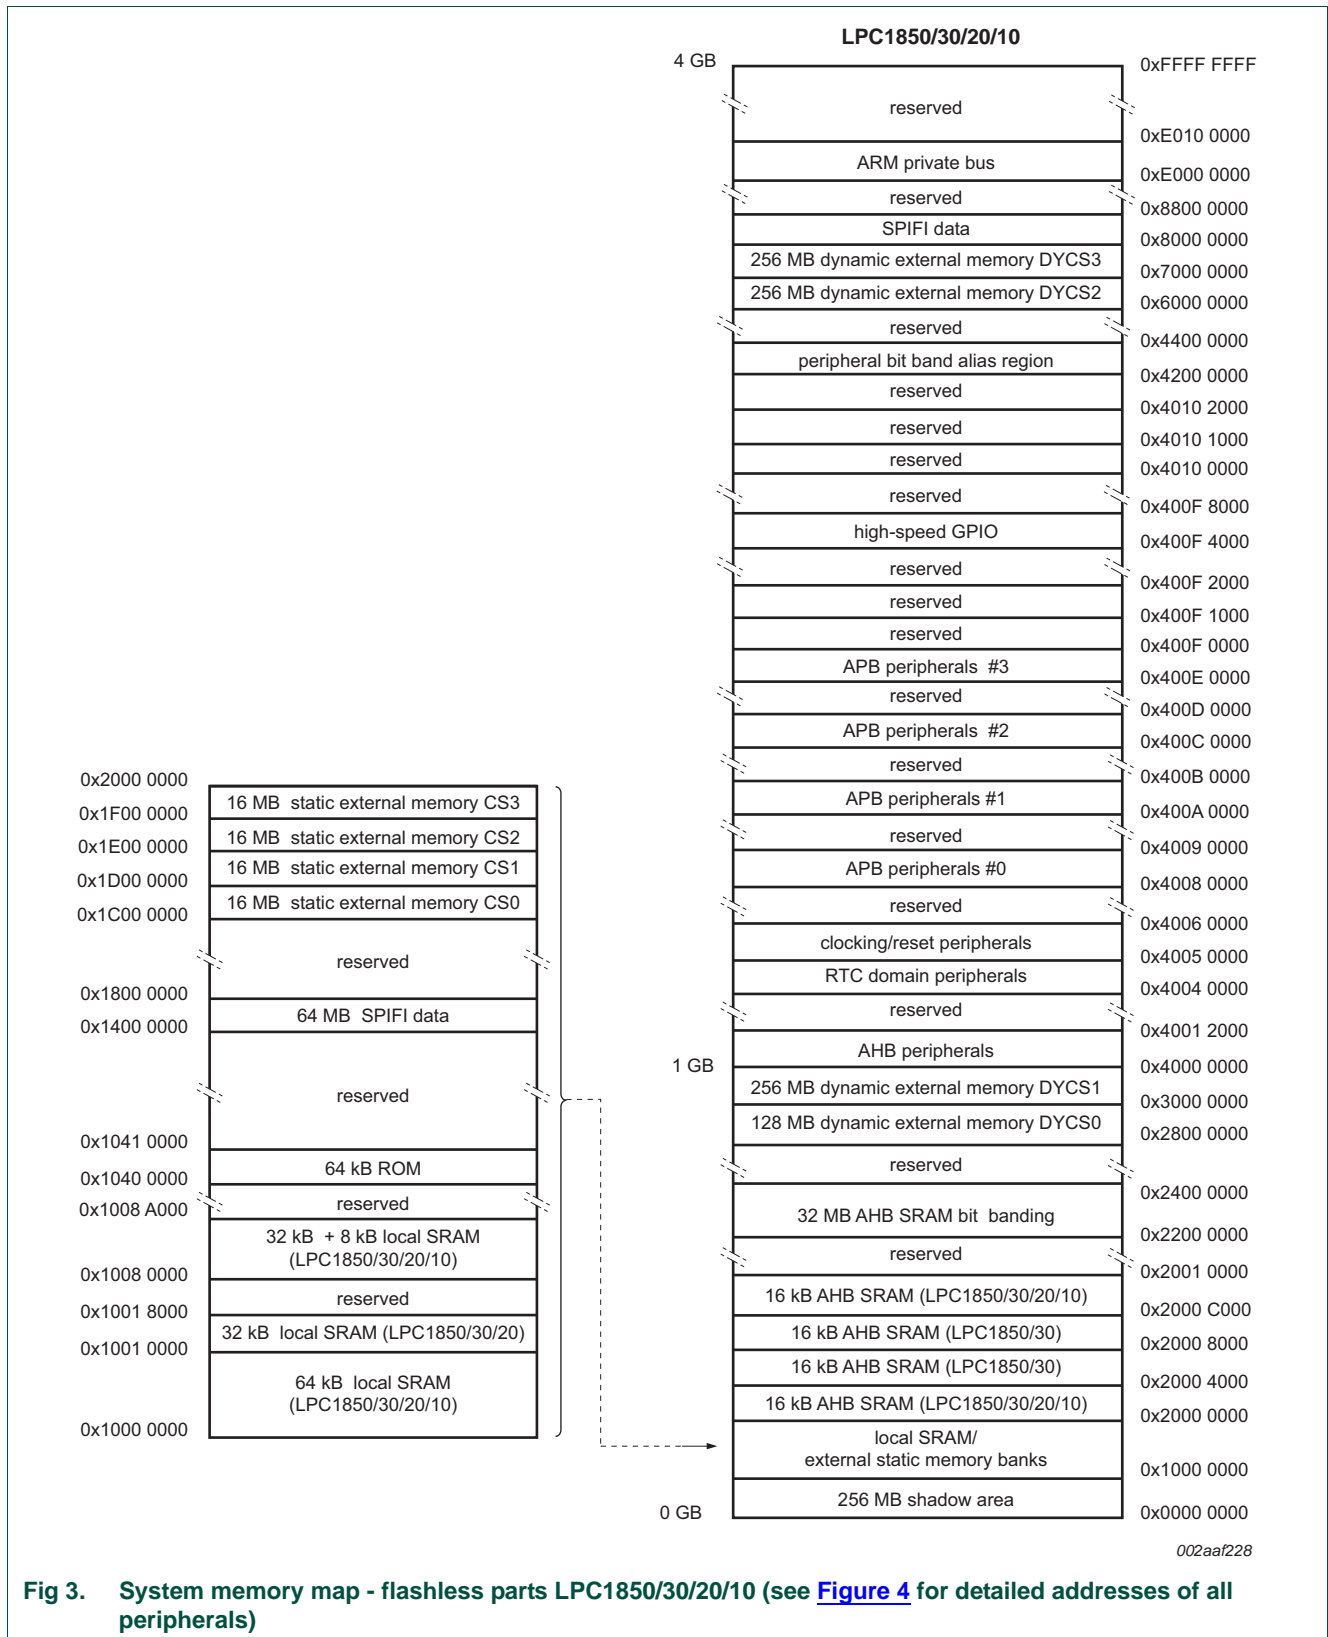 LPC1850/30/20/10
4 GB
0xFFFF FFFF
reserved
0xE010 0000
ARM private bus
0xE000 0000
reserved
0x8800 0000
SPIFI data
0x8000 0000
256 MB dynamic external memory DYCS3
0x7000 0000
256 MB dynamic external memory DYCS2
0x6000 0000
reserved
0x4400 0000
peripheral bit band alias region
0x4200 0000
reserved
0x4010 2000
reserved
0x4010 1000
reserved
0x4010 0000
reserved
0x400F 8000
high-speed GPIO
0x400F 4000
reserved
0x400F 2000
reserved
0x400F 1000
reserved
0x400F 0000
APB peripherals #3
0x400E 0000
reserved
0x400D 0000
APB peripherals #2
0x400C 0000
reserved
0x400B 0000
APB peripherals #1
0x400A 0000
reserved
0x4009 0000
APB peripherals #0
0x4008 0000
reserved
0x4006 0000
clocking/reset peripherals
0x4005 0000
RTC domain peripherals
0x4004 0000
reserved
0x4001 2000
AHB peripherals
1 GB
0x4000 0000
256 MB dynamic external memory DYCS1
0x3000 0000
128 MB dynamic external memory DYCS0
0x2800 0000
reserved
0x2400 0000
32 MB AHB SRAM bit banding
0x2200 0000
reserved
0x2001 0000
16 kB AHB SRAM (LPC1850/30/20/10)
0x2000 C000
16 kB AHB SRAM (LPC1850/30)
0x2000 8000
16 kB AHB SRAM (LPC1850/30)
0x2000 4000
16 kB AHB SRAM (LPC1850/30/20/10)
0x2000 0000
local SRAM/
external static memory banks
0x1000 0000
256 MB shadow area
0 GB
0x0000 0000
0x2000 0000
16 MB static external memory CS3
0x1F00 0000
16 MB static external memory CS2
0x1E00 0000
16 MB static external memory CS1
0x1D00 0000
16 MB static external memory CS0
0x1C00 0000
reserved
0x1800 0000
64 MB SPIFI data
0x1400 0000
reserved
0x1041 0000
64 kB ROM
0x1040 0000
reserved
0x1008 A000
32 kB + 8 kB local SRAM
(LPC1850/30/20/10)
0x1008 0000
reserved
0x1001 8000
32 kB local SRAM (LPC1850/30/20)
0x1001 0000
64 kB local SRAM
(LPC1850/30/20/10)
0x1000 0000
002aaf228
Fig 3. System memory map - flashless parts LPC1850/30/20/10 (see Figure 4 for detailed addresses of all
peripherals)